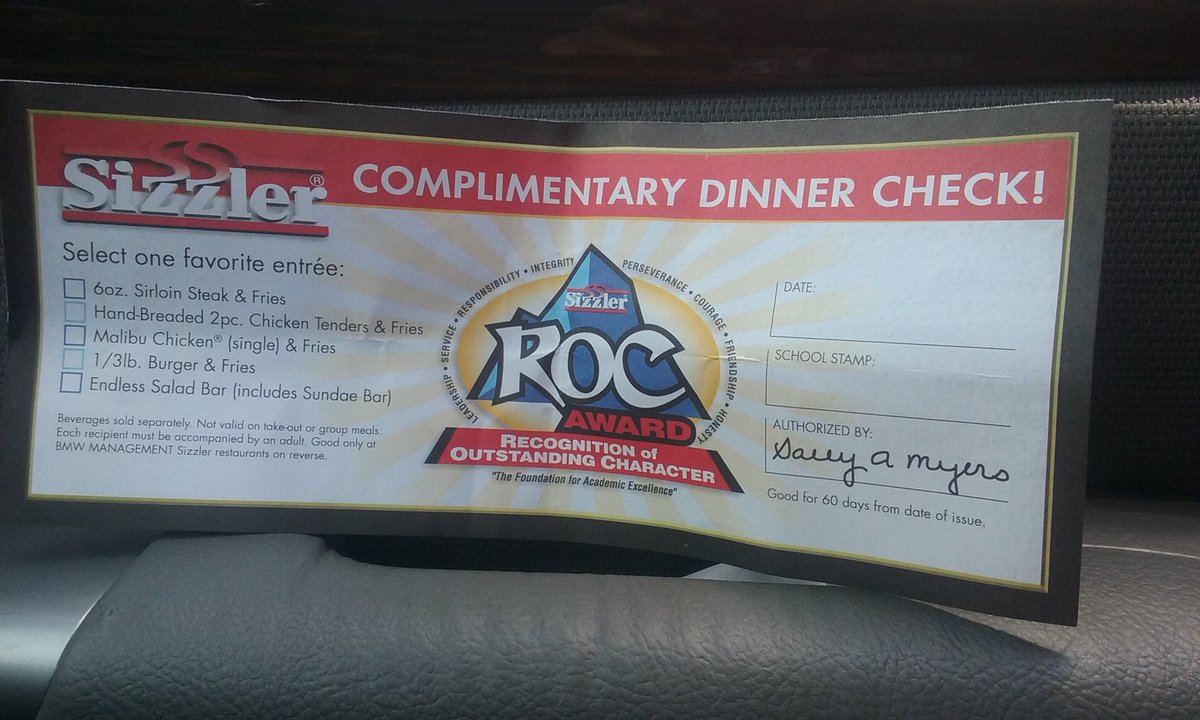 Sizzler®
COMPLIMENTARY DINNER CHECK!
Select one favorite entrée:
6oz. Sirloin Steak & Fries
Hand-Breaded 2pc. Chicken Tenders & Fries
Malibu Chicken® (single) & Fries
1/3lb. Burger & Fries
Endless Salad Bar (includes Sundae Bar)
Beverages sold separately. Not valid on take-out or group meals.
Each recipient must be accompanied by an adult. Good only at
BMW MANAGEMENT Sizzler restaurants on reverse.
LEADERSHIP • SERVICE • RESPONSIBILITY • INTEGRITY
PERSEVERANCE • COURAGE • FRIENDSHIP • HONESTY
Sizzler
ROC
AWARD
RECOGNITION of
OUTSTANDING CHARACTER
"The Foundation for Academic Excellence"
DATE:
SCHOOL STAMP:
AUTHORIZED BY:
Sally A Myers
Good for 60 days from date of issue.